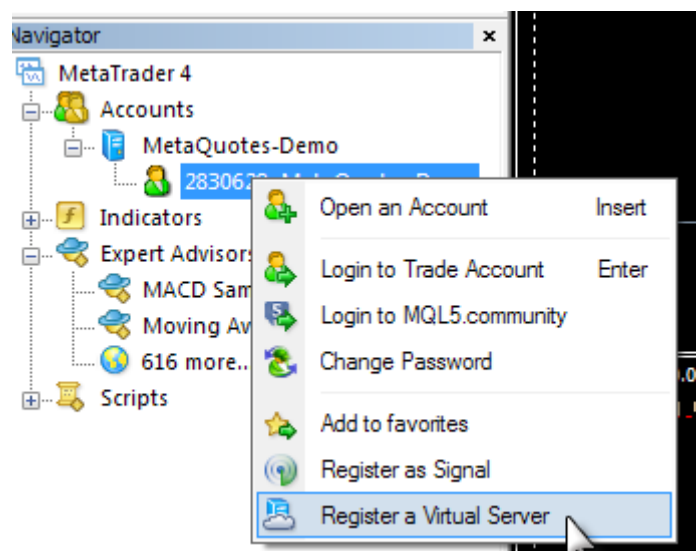 Navigator
MetaTrader 4
Accounts
MetaQuotes-Demo
Indicators
Expert Advisors
MACD
Moving
616 more..
Scripts
Open an Account Insert
Login to Trade Account Enter
Login to MQL5.community
Change Password
Add to favorites
Register as Signal
Register a Virtual Server